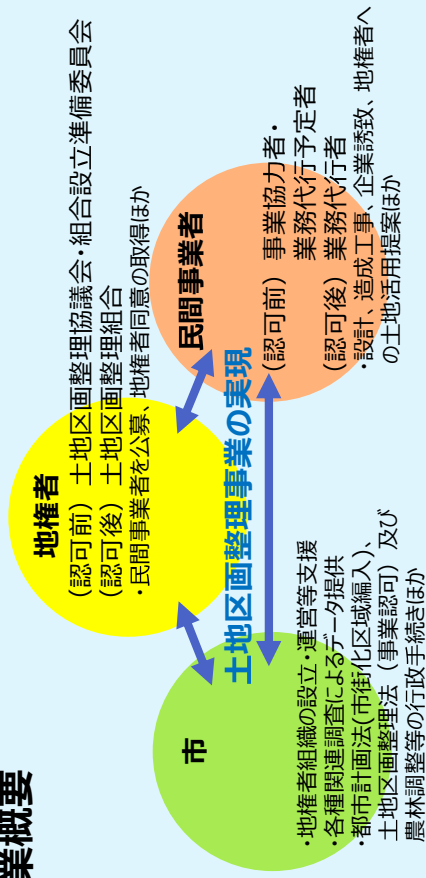 業概要
地権者
（認可前） 土地区画整理協議会・組合設立準備委員会
（認可後） 土地区画整理組合
・民間事業者を公募、地権者同意の取得ほか
土地区画整理事業の実現
市
・地権者組織の設立・運営等支援
・各種関連調査によるデータ提供
・都市計画法(市街化区域編入)、
土地区画整理法（事業認可）及び
農林調整等の行政手続きほか
民間事業者
（認可前） 事業協力者・
業務代行予定者
（認可後） 業務代行者
・設計、造成工事、企業誘致、地権者へ
の土地活用提案ほか